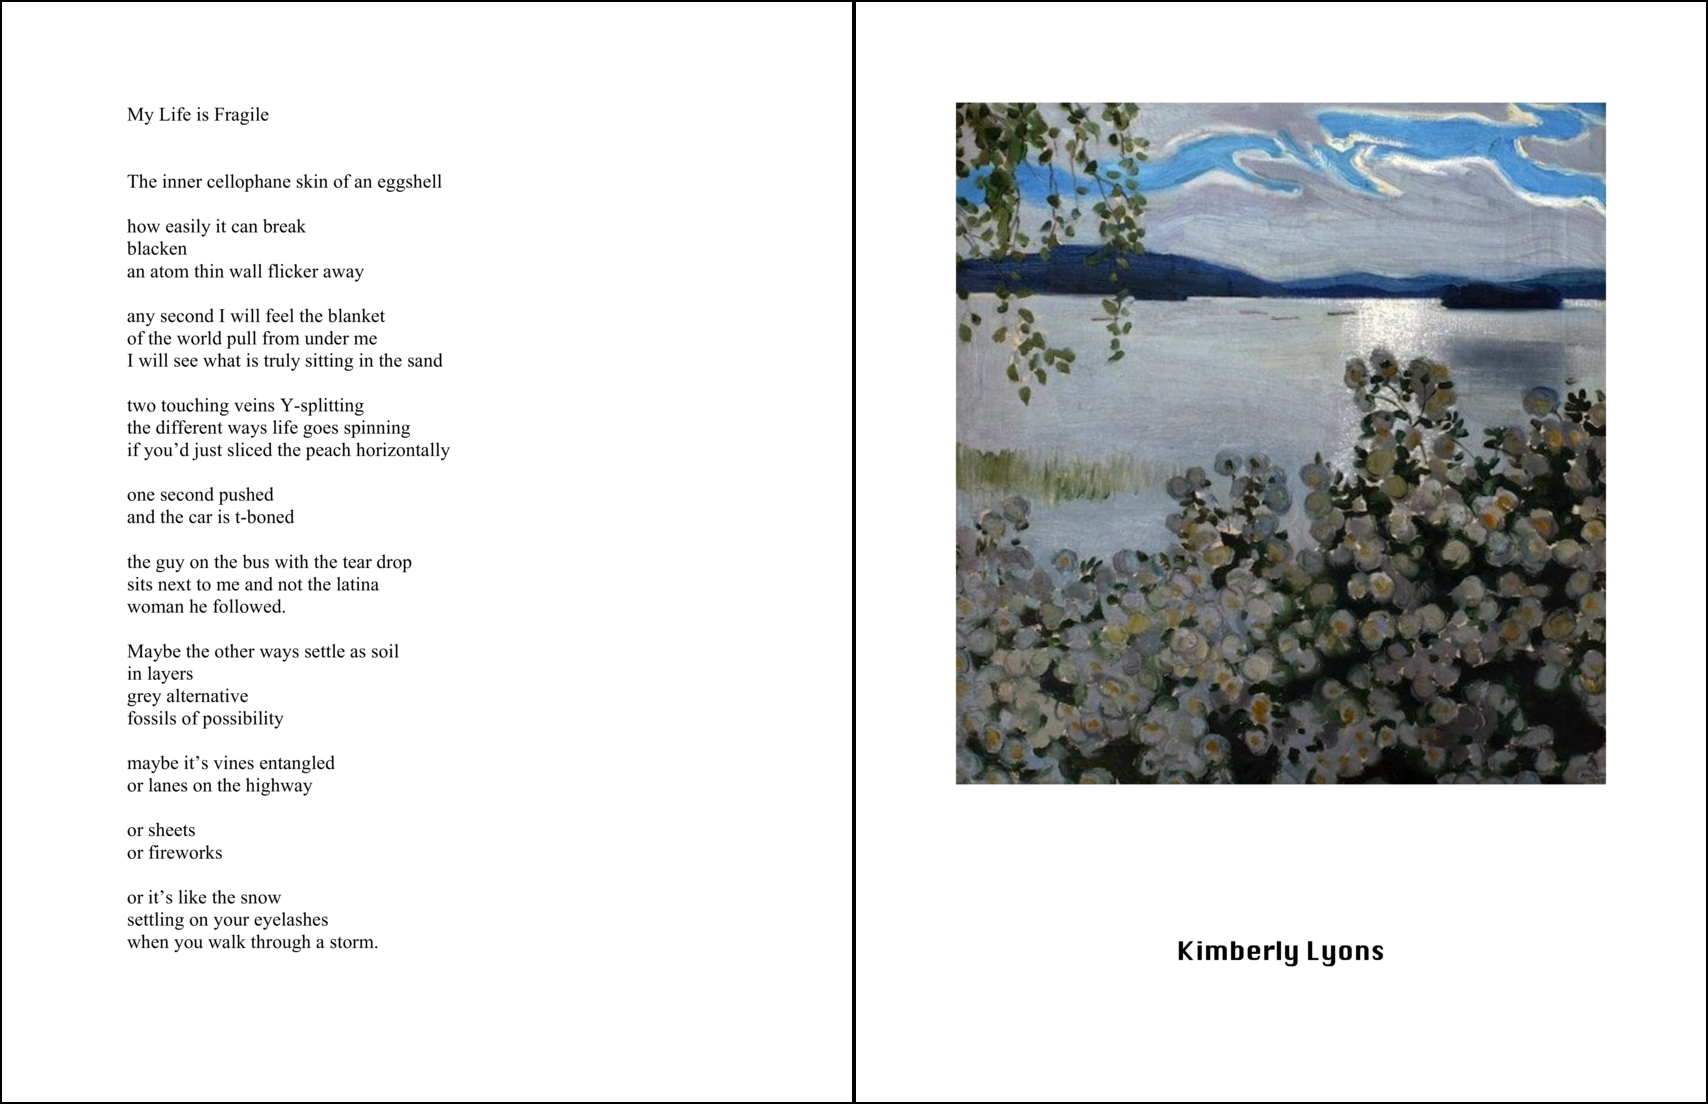 My Life is Fragile
The inner cellophane skin of an eggshell
how easily it can break
blacken
an atom thin wall flicker away
any second I will feel the blanket
of the world pull from under me
I will see what is truly sitting in the sand
two touching veins Y-splitting
the different ways life goes spinning
if you’d just sliced the peach horizontally
one second pushed
and the car is t-boned
the guy on the bus with the tear drop
sits next to me and not the latina
woman he followed.
Maybe the other ways settle as soil
in layers
grey alternative
fossils of possibility
maybe it’s vines entangled
or lanes on the highway
or sheets
or fireworks
or it’s like the snow
settling on your eyelashes
when you walk through a storm.
Kimberly Lyons